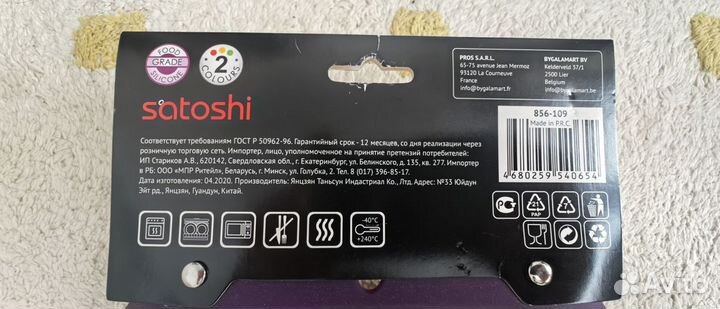 FOOD
GRADE
SILICONE
2
COLOURS
satoshi
PROS S.A.R.L.
65-75 avenue Jean Mermoz
93120 La Courneuve
France
info@bygalamart.eu
BYGALAMART BV
Kelderveld 37/1
2500 Lier
Belgium
info@bygalamart.be
856-109
Made in P.R.C.
4 680259 540654
Соответствует требованиям ГОСТ Р 50962-96. Гарантийный срок - 12 месяцев, со дня реализации через
розничную торговую сеть. Импортер, лицо, уполномоченное на принятие претензий потребителей:
ИП Стариков А.В., 620142, Свердловская обл., г. Екатеринбург, ул. Белинского, д. 135, кв. 277. Импортер
в РБ: ООО «МПР Ритейл», Беларусь, г. Минск, ул. Голубка, 2. Тел. 8 (017) 396-85-17.
Дата изготовления: 04.2020. Производитель: Янцзян Таньсун Индастриал Ко., Лтд. Адрес: №33 Юйдун
Эйт рд., Янцзян, Гуандун, Китай.
-40°C
+240°C
21
PAP
7
Avito